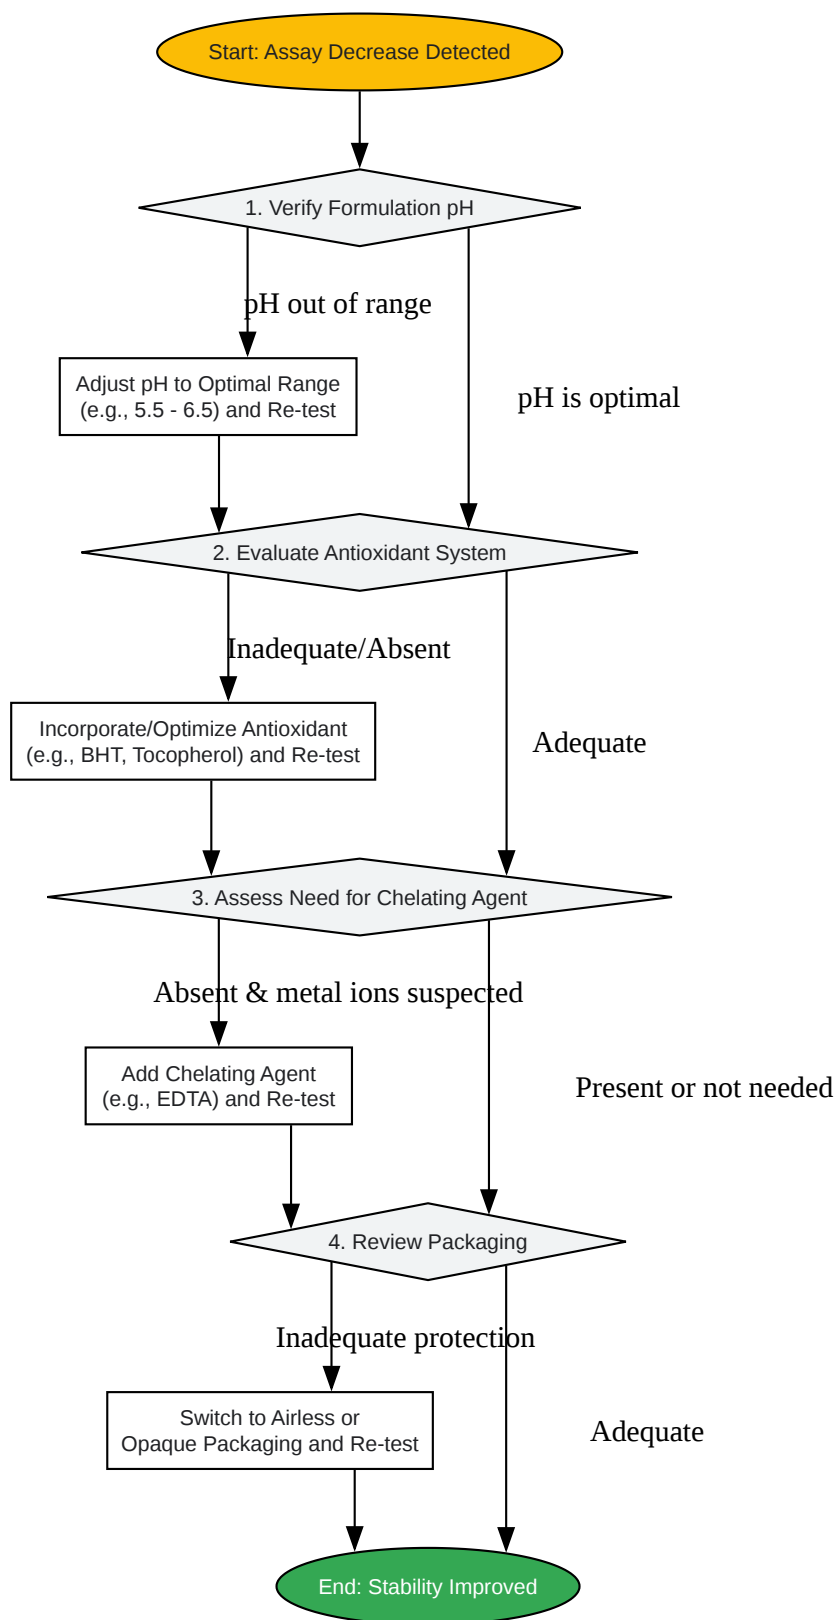 Start: Assay Decrease Detected
1. Verify Formulation pH
pH out of range
Adjust pH to Optimal Range
(e.g., 5.5 - 6.5) and Re-test
pH is optimal
2. Evaluate Antioxidant System
Inadequate/Absent
Incorporate/Optimize Antioxidant
(e.g., BHT, Tocopherol) and Re-test
Adequate
3. Assess Need for Chelating Agent
Absent & metal ions suspected
Add Chelating Agent
(e.g., EDTA) and Re-test
Present or not needed
4. Review Packaging
Inadequate protection
Switch to Airless or
Opaque Packaging and Re-test
Adequate
End: Stability Improved